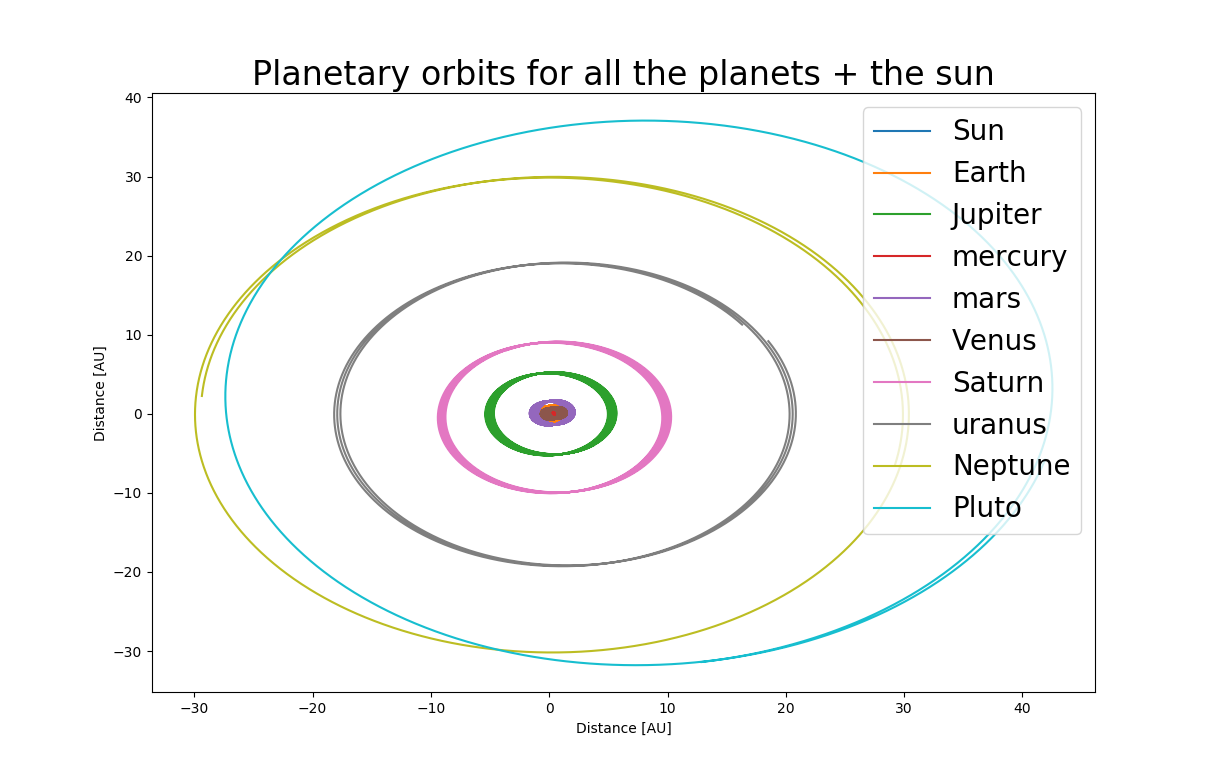 Planetary orbits for all the planets + the sun
40
30
20
10
0
−10
−20
−30
Distance [AU]
Sun
Earth
Jupiter
mercury
mars
Venus
Saturn
uranus
Neptune
Pluto
−30 −20 −10 0 10 20 30 40
Distance [AU]